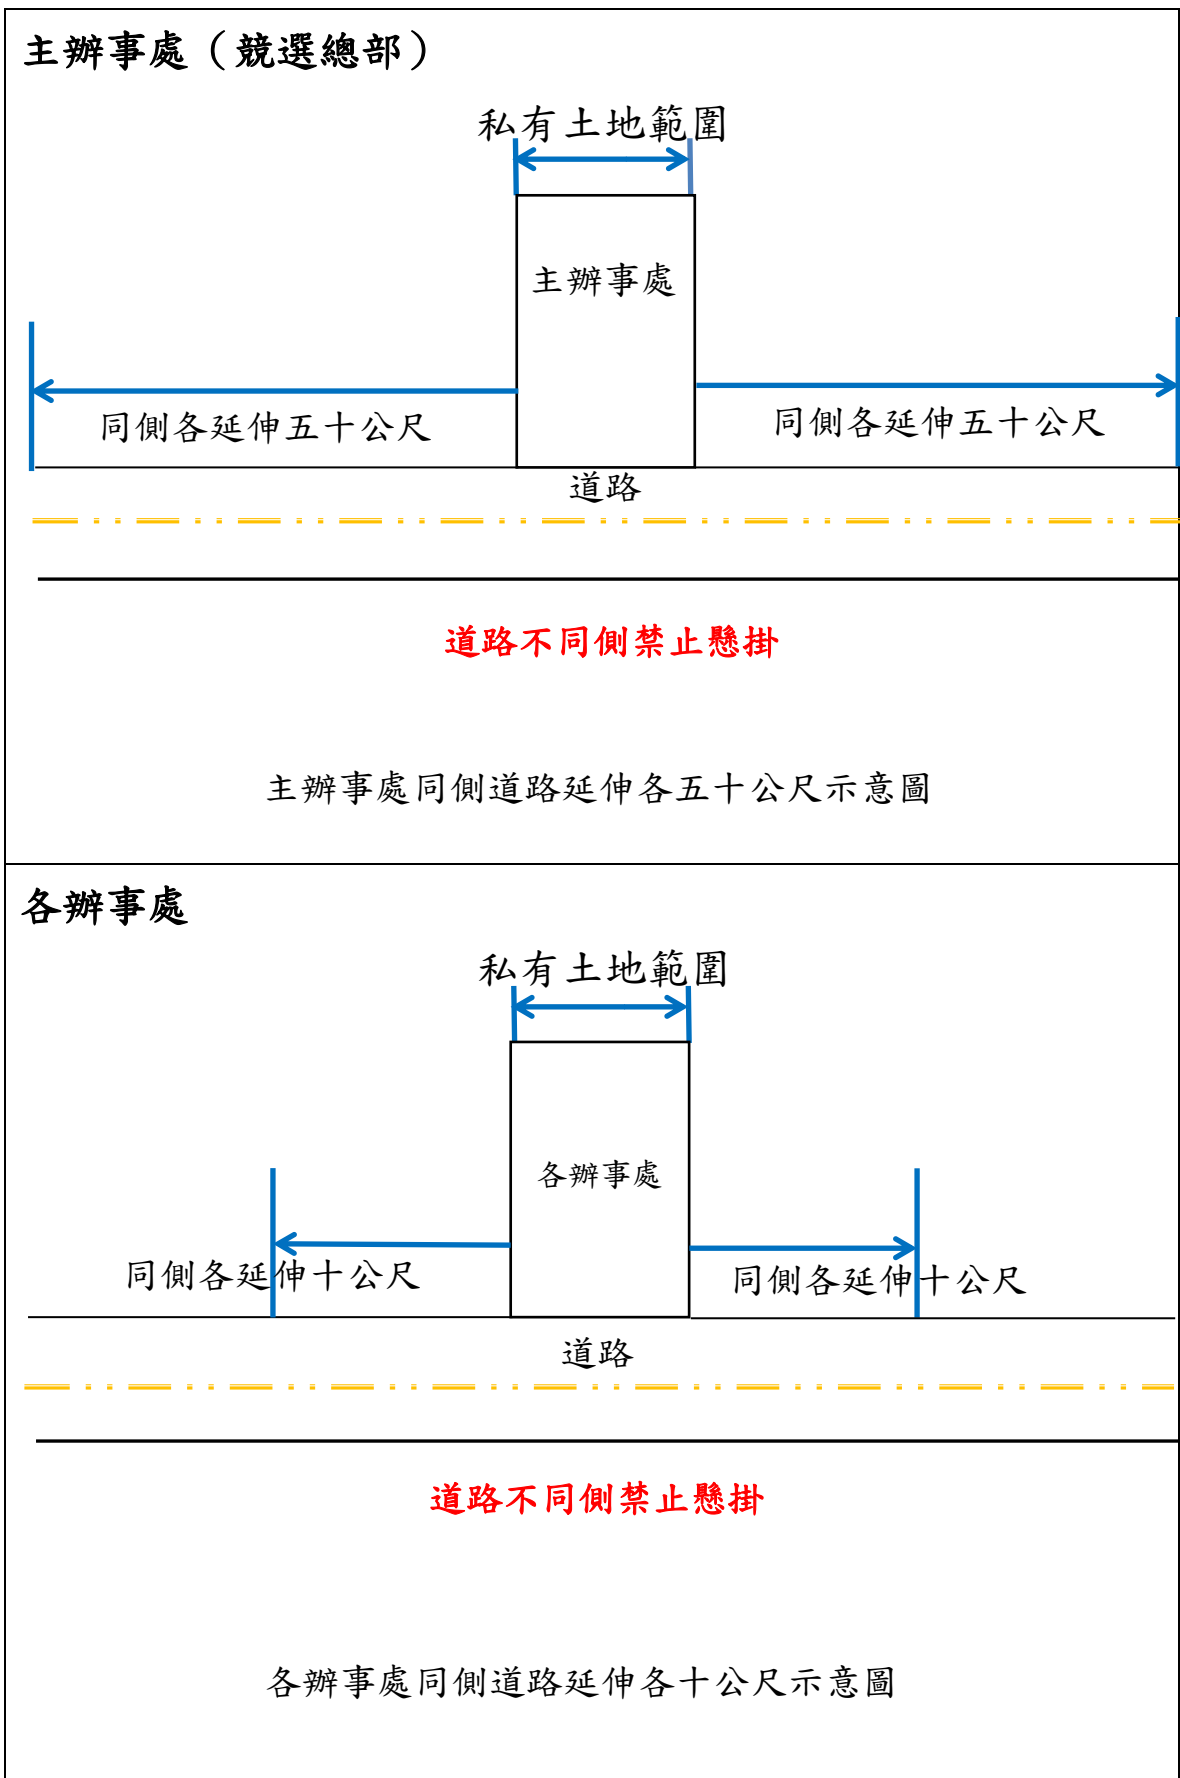 主辦事處（競選總部）
私有土地範圍
主辦事處
同側各延伸五十公尺
同側各延伸五十公尺
道路
道路不同側禁止懸掛
主辦事處同側道路延伸各五十公尺示意圖
各辦事處
私有土地範圍
各辦事處
同側各延伸十公尺
同側各延伸十公尺
道路
道路不同側禁止懸掛
各辦事處同側道路延伸各十公尺示意圖